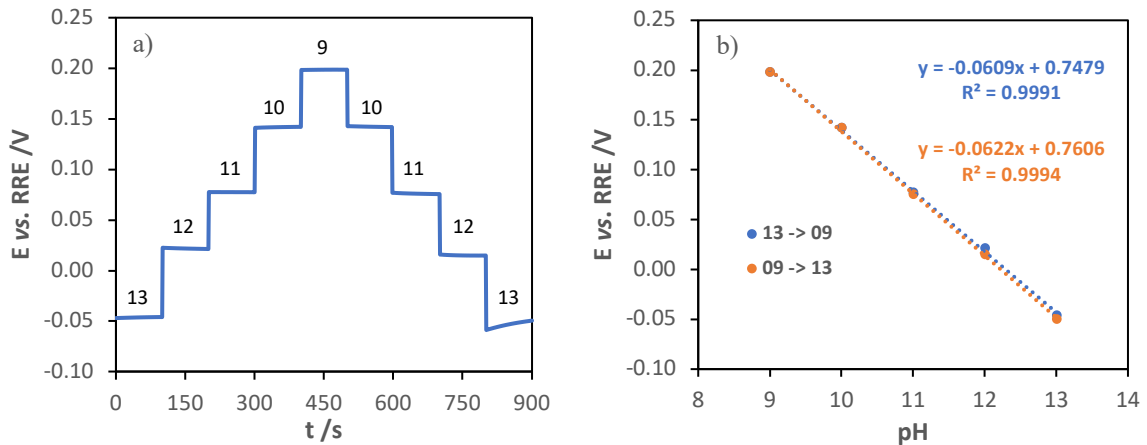 a)
E vs. RRE /V
0.25
0.20
0.15
0.10
0.05
0.00
-0.05
-0.10
13
12
11
10
9
10
11
12
13
0 150 300 450 600 750 900
t /s
b)
E vs. RRE /V
0.25
0.20
0.15
0.10
0.05
0.00
-0.05
-0.10
y = -0.0609x + 0.7479
R² = 0.9991
y = -0.0622x + 0.7606
R² = 0.9994
13 -> 09
09 -> 13
7 8 9 10 11 12 13 14
pH